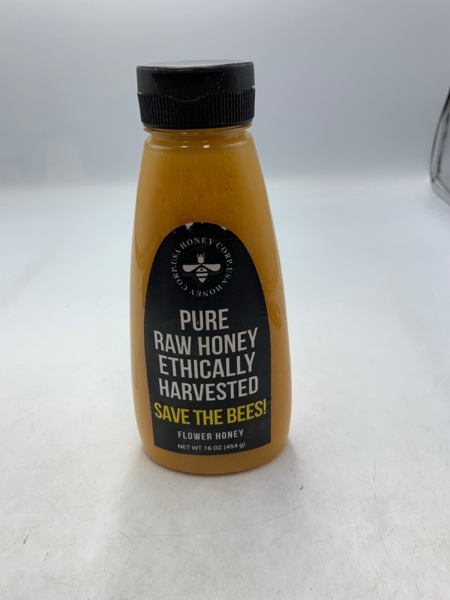 USA HONEY CORP. USA HONEY CORP.
PURE
RAW HONEY
ETHICALLY
HARVESTED
SAVE THE BEES!
FLOWER HONEY
NET WT 16 OZ (454 g)